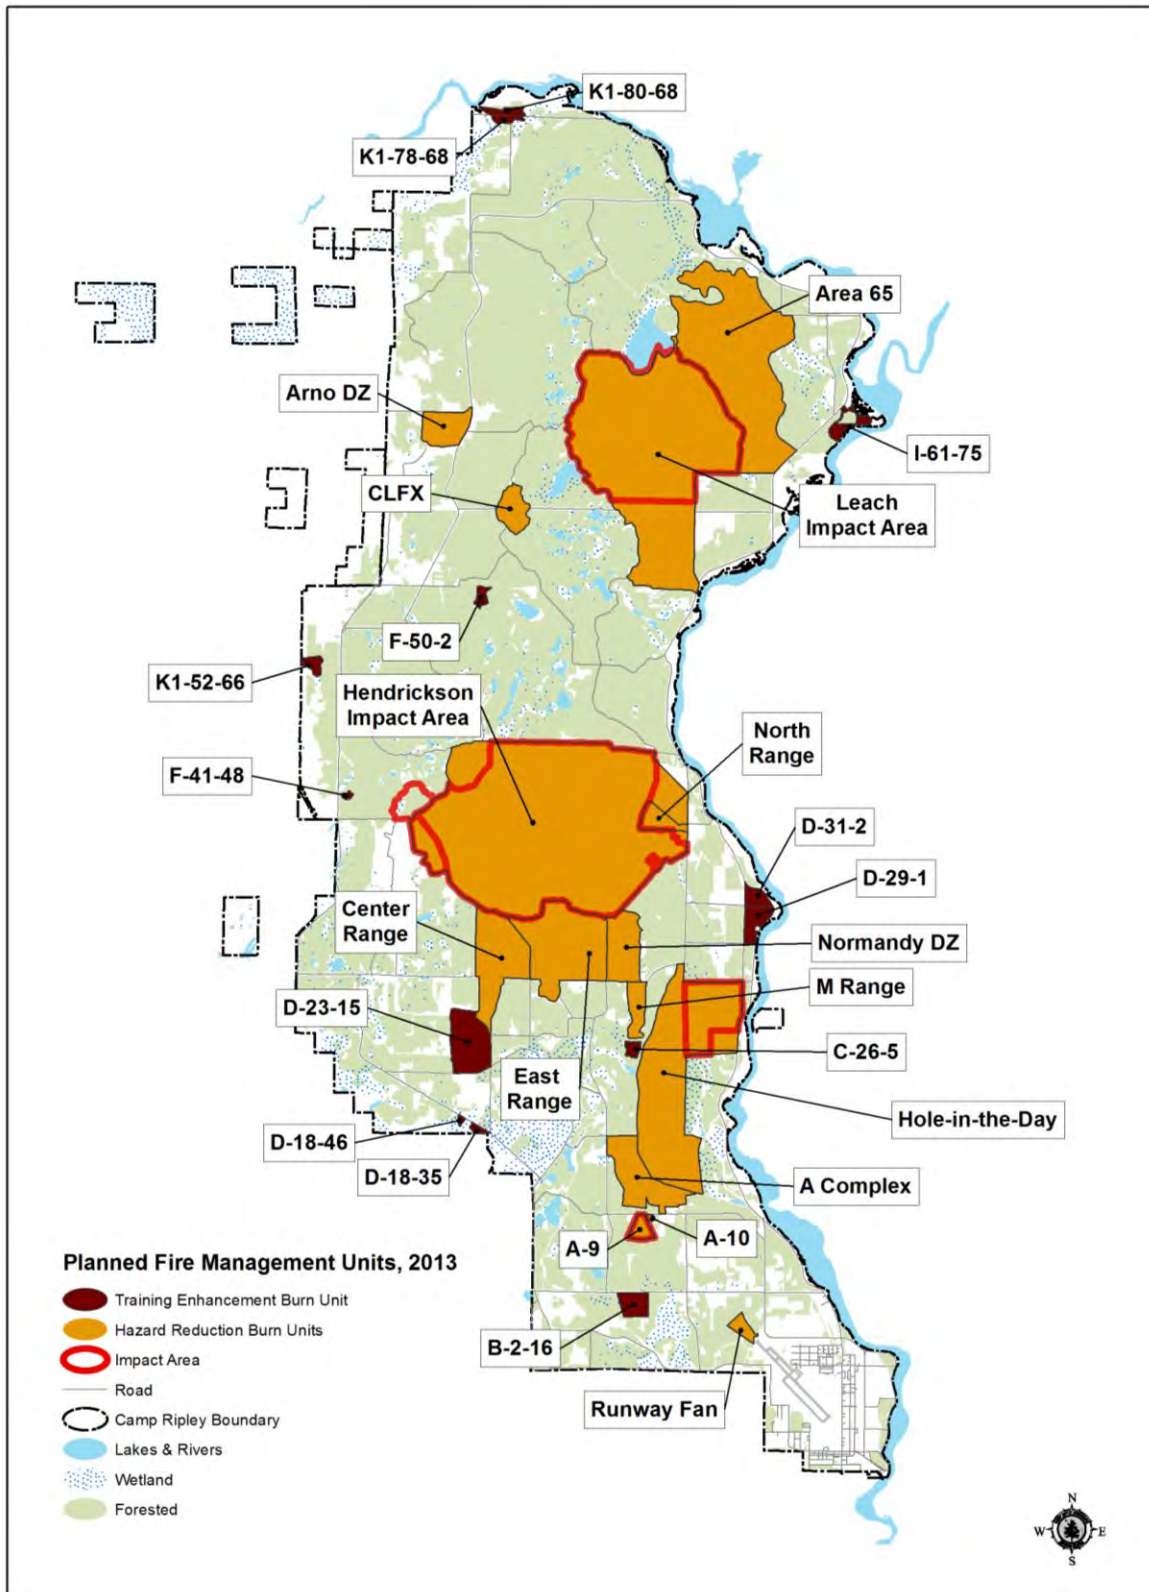 K1-80-68
K1-78-68
Area 65
Arno DZ
I-61-75
CLFX
Leach
Impact Area
F-50-2
K1-52-66
Hendrickson
Impact Area
North
Range
F-41-48
D-31-2
D-29-1
Center
Range
Normandy DZ
M Range
D-23-15
C-26-5
East
Range
Hole-in-the-Day
D-18-46
D-18-35
A Complex
A-10
A-9
B-2-16
Runway Fan
Planned Fire Management Units, 2013
Training Enhancement Burn Unit
Hazard Reduction Burn Units
Impact Area
Road
Camp Ripley Boundary
Lakes & Rivers
Wetland
Forested
N
W
E
S